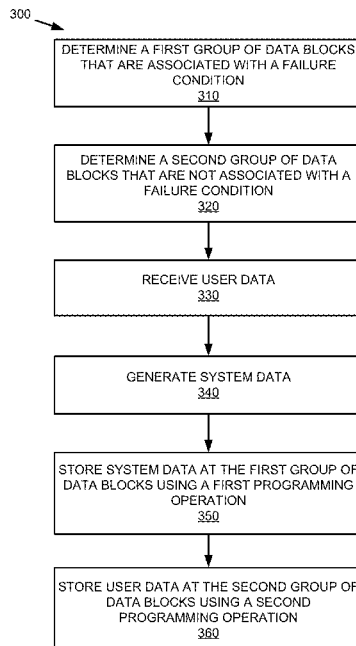 300
DETERMINE A FIRST GROUP OF DATA BLOCKS
THAT ARE ASSOCIATED WITH A FAILURE
CONDITION
310
DETERMINE A SECOND GROUP OF DATA
BLOCKS THAT ARE NOT ASSOCIATED WITH A
FAILURE CONDITION
320
RECEIVE USER DATA
330
GENERATE SYSTEM DATA
340
STORE SYSTEM DATA AT THE FIRST GROUP OF
DATA BLOCKS USING A FIRST PROGRAMMING
OPERATION
350
STORE USER DATA AT THE SECOND GROUP OF
DATA BLOCKS USING A SECOND
PROGRAMMING OPERATION
360